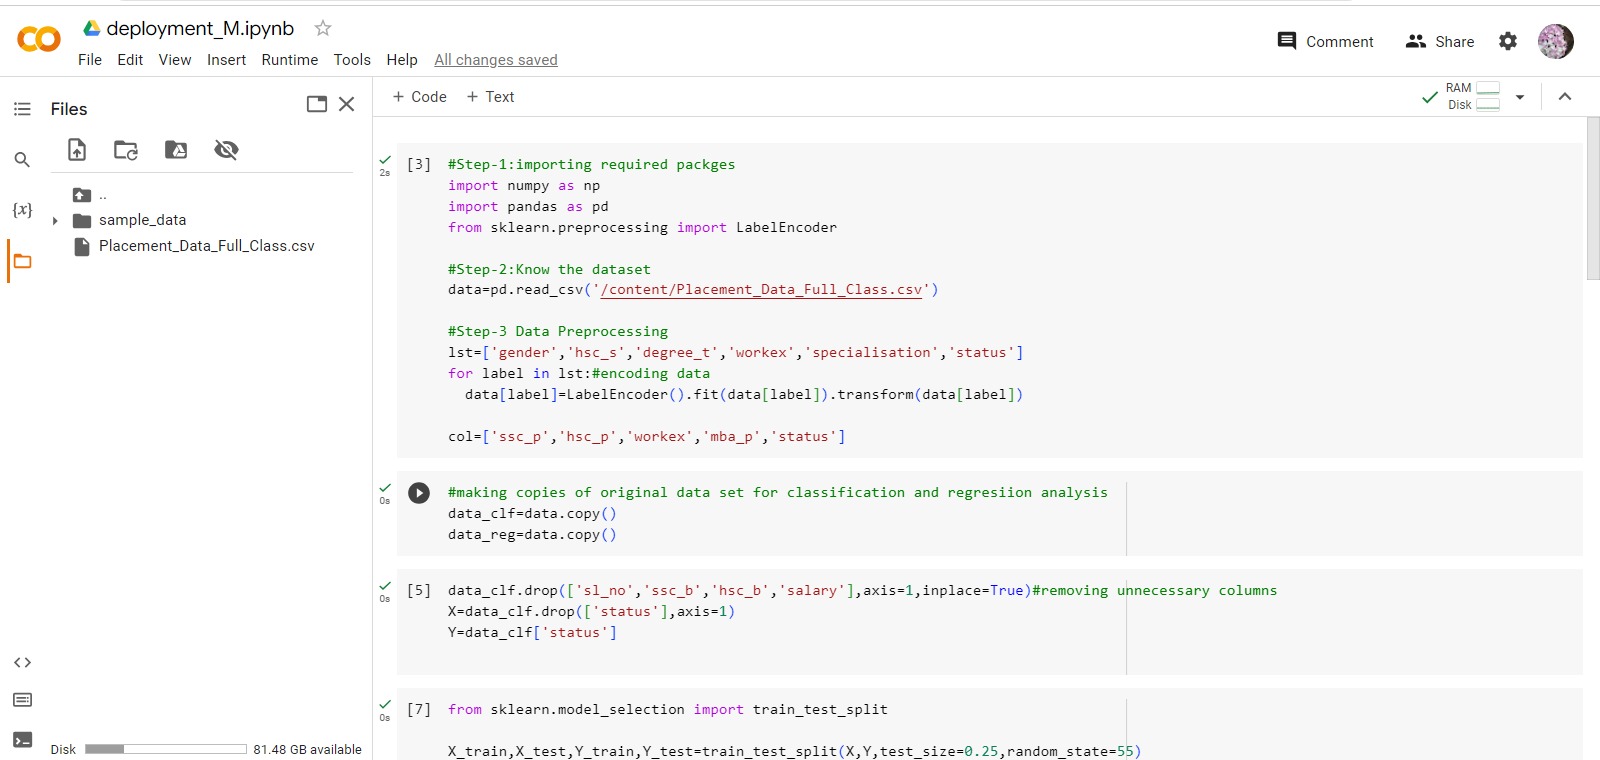 deployment_M.ipynb
File Edit View Insert Runtime Tools Help All changes saved
Comment Share
Files
+ Code + Text
RAM
Disk
..
sample_data
Placement_Data_Full_Class.csv
{x}
2s
[3] #Step-1:importing required packges
import numpy as np
import pandas as pd
from sklearn.preprocessing import LabelEncoder
#Step-2:Know the dataset
data=pd.read_csv('/content/Placement_Data_Full_Class.csv')
#Step-3 Data Preprocessing
lst=['gender','hsc_s','degree_t','workex','specialisation','status']
for label in lst:#encoding data
data[label]=LabelEncoder().fit(data[label]).transform(data[label])
col=['ssc_p','hsc_p','workex','mba_p','status']
0s
#making copies of original data set for classification and regresiion analysis
data_clf=data.copy()
data_reg=data.copy()
0s
[5] data_clf.drop(['sl_no','ssc_b','hsc_b','salary'],axis=1,inplace=True)#removing unnecessary columns
X=data_clf.drop(['status'],axis=1)
Y=data_clf['status']
0s
[7] from sklearn.model_selection import train_test_split
X_train,X_test,Y_train,Y_test=train_test_split(X,Y,test_size=0.25,random_state=55)
Disk 81.48 GB available